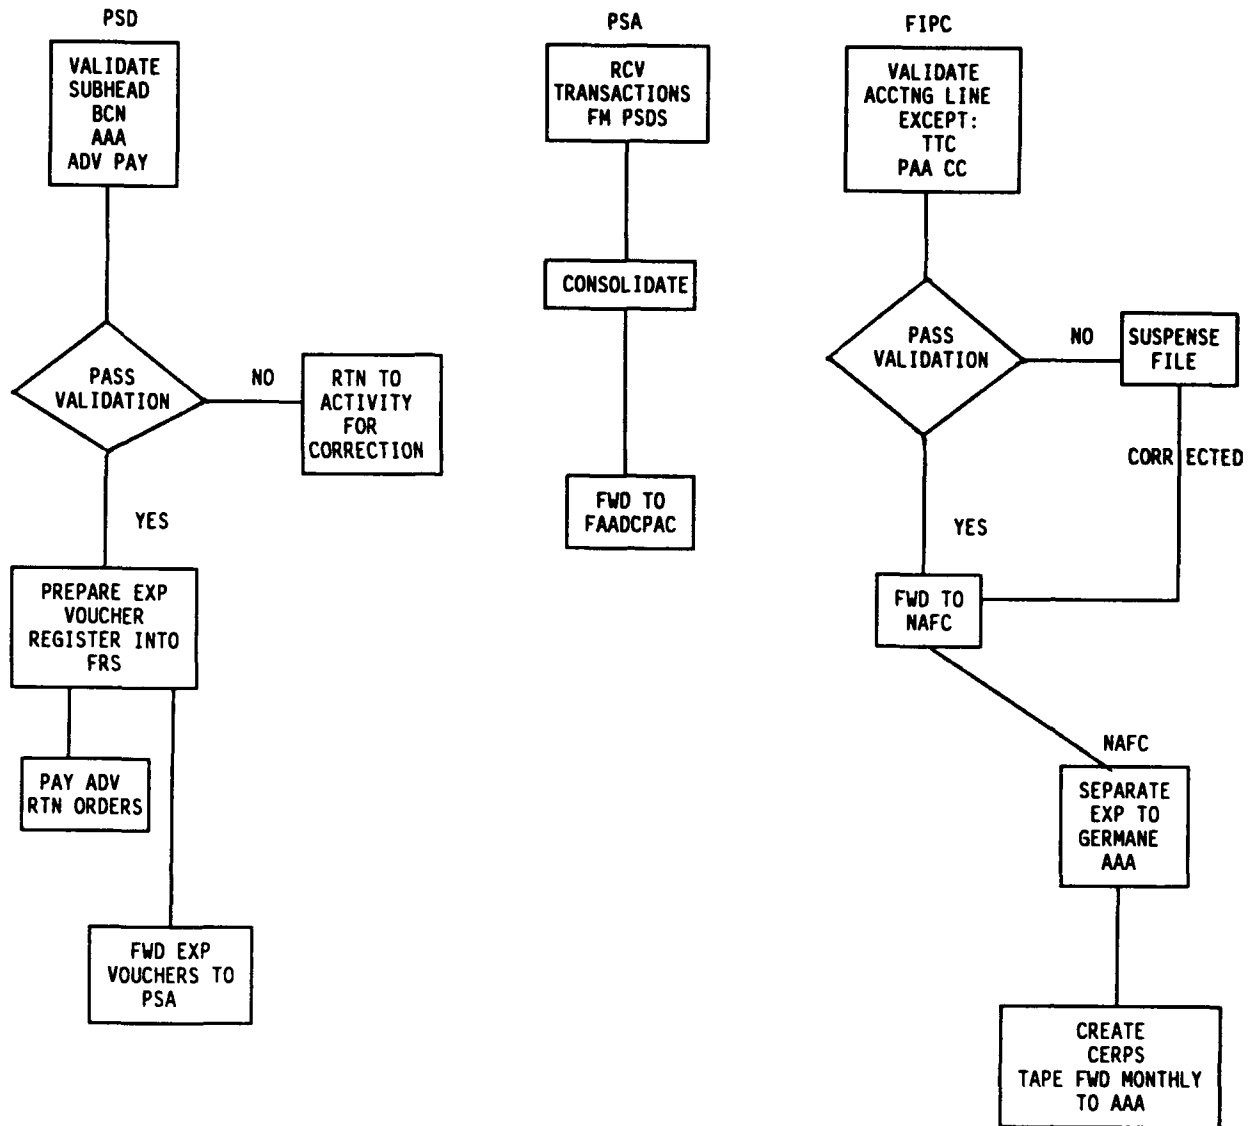 PSD
VALIDATE
SUBHEAD
BCN
AAA
ADV PAY
PASS
VALIDATION
NO
RTN TO
ACTIVITY
FOR
CORRECTION
YES
PREPARE EXP
VOUCHER
REGISTER INTO
FRS
PAY ADV
RTN ORDERS
FWD EXP
VOUCHERS TO
PSA
PSA
RCV
TRANSACTIONS
FM PSDS
CONSOLIDATE
FWD TO
FAADCPAC
FIPC
VALIDATE
ACCTNG LINE
EXCEPT:
TTC
PAA CC
PASS
VALIDATION
NO
SUSPENSE
FILE
CORRECTED
YES
FWD TO
NAFC
NAFC
SEPARATE
EXP TO
GERMANE
AAA
CREATE
CERPS
TAPE FWD MONTHLY
TO AAA